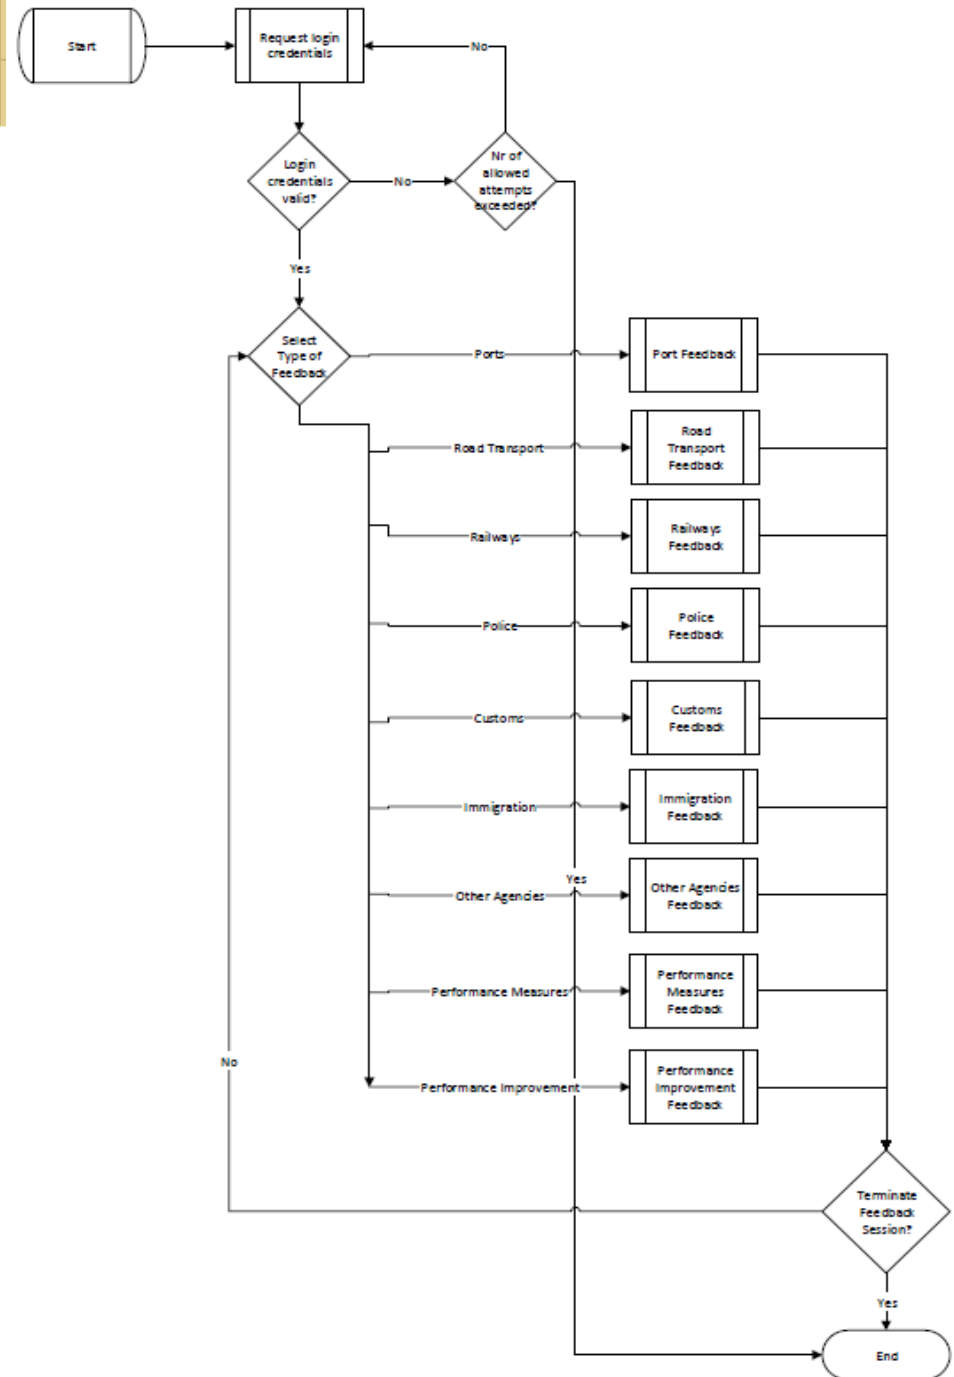 Start
Request login
credentials
No
Login
credentials
valid?
No
Nr of
allowed
attempts
exceeded?
Yes
Select
Type of
Feedback
Ports
Port Feedback
Road Transport
Road
Transport
Feedback
Railways
Railways
Feedback
Police
Police
Feedback
Customs
Customs
Feedback
Immigration
Immigration
Feedback
Yes
Other Agencies
Other Agencies
Feedback
Performance Measures
Performance
Measures
Feedback
No
Performance Improvement
Performance
Improvement
Feedback
Terminate
Feedback
Session?
Yes
End